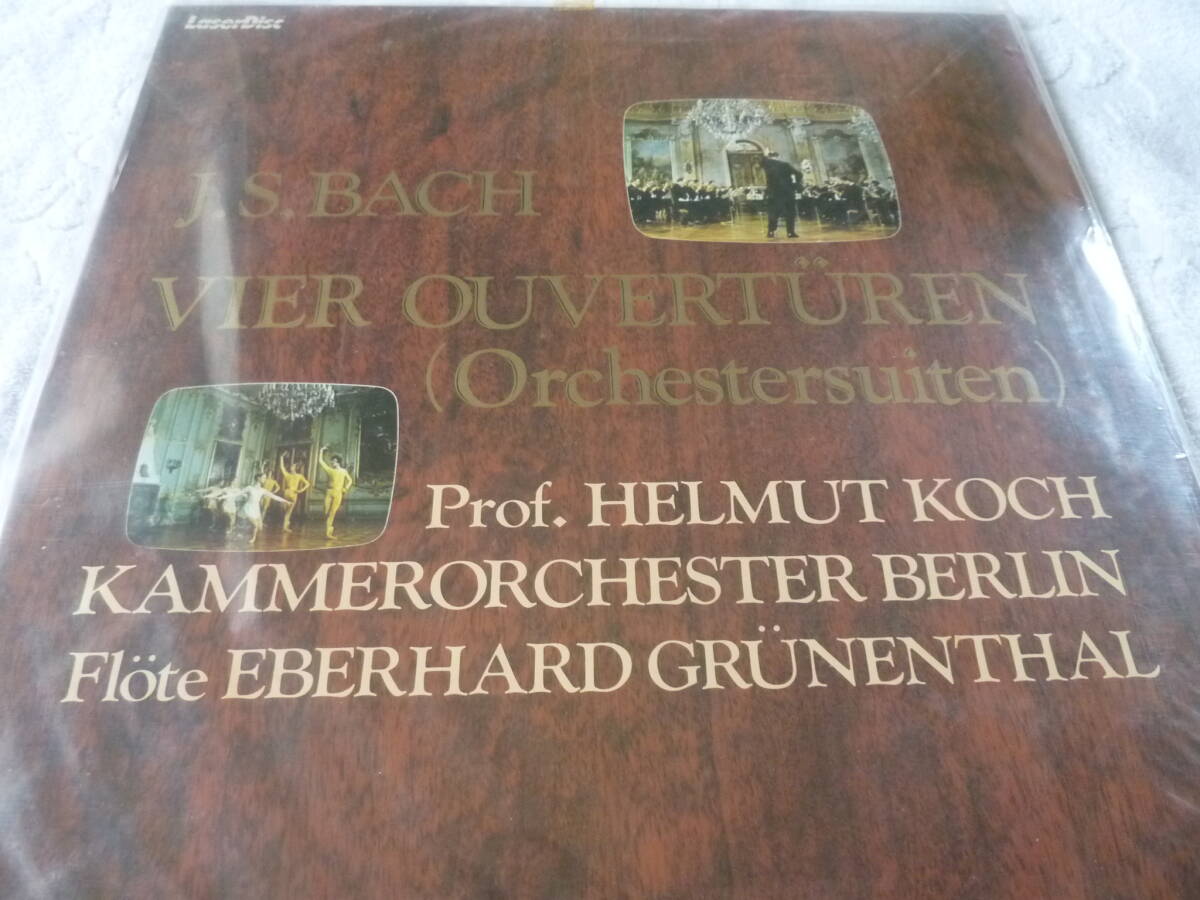 LaserDisc
J. S. BACH
VIER OUVERTÜREN
(Orchestersuiten)
Prof. HELMUT KOCH
KAMMERORCHESTER BERLIN
Flöte EBERHARD GRÜNENTHAL